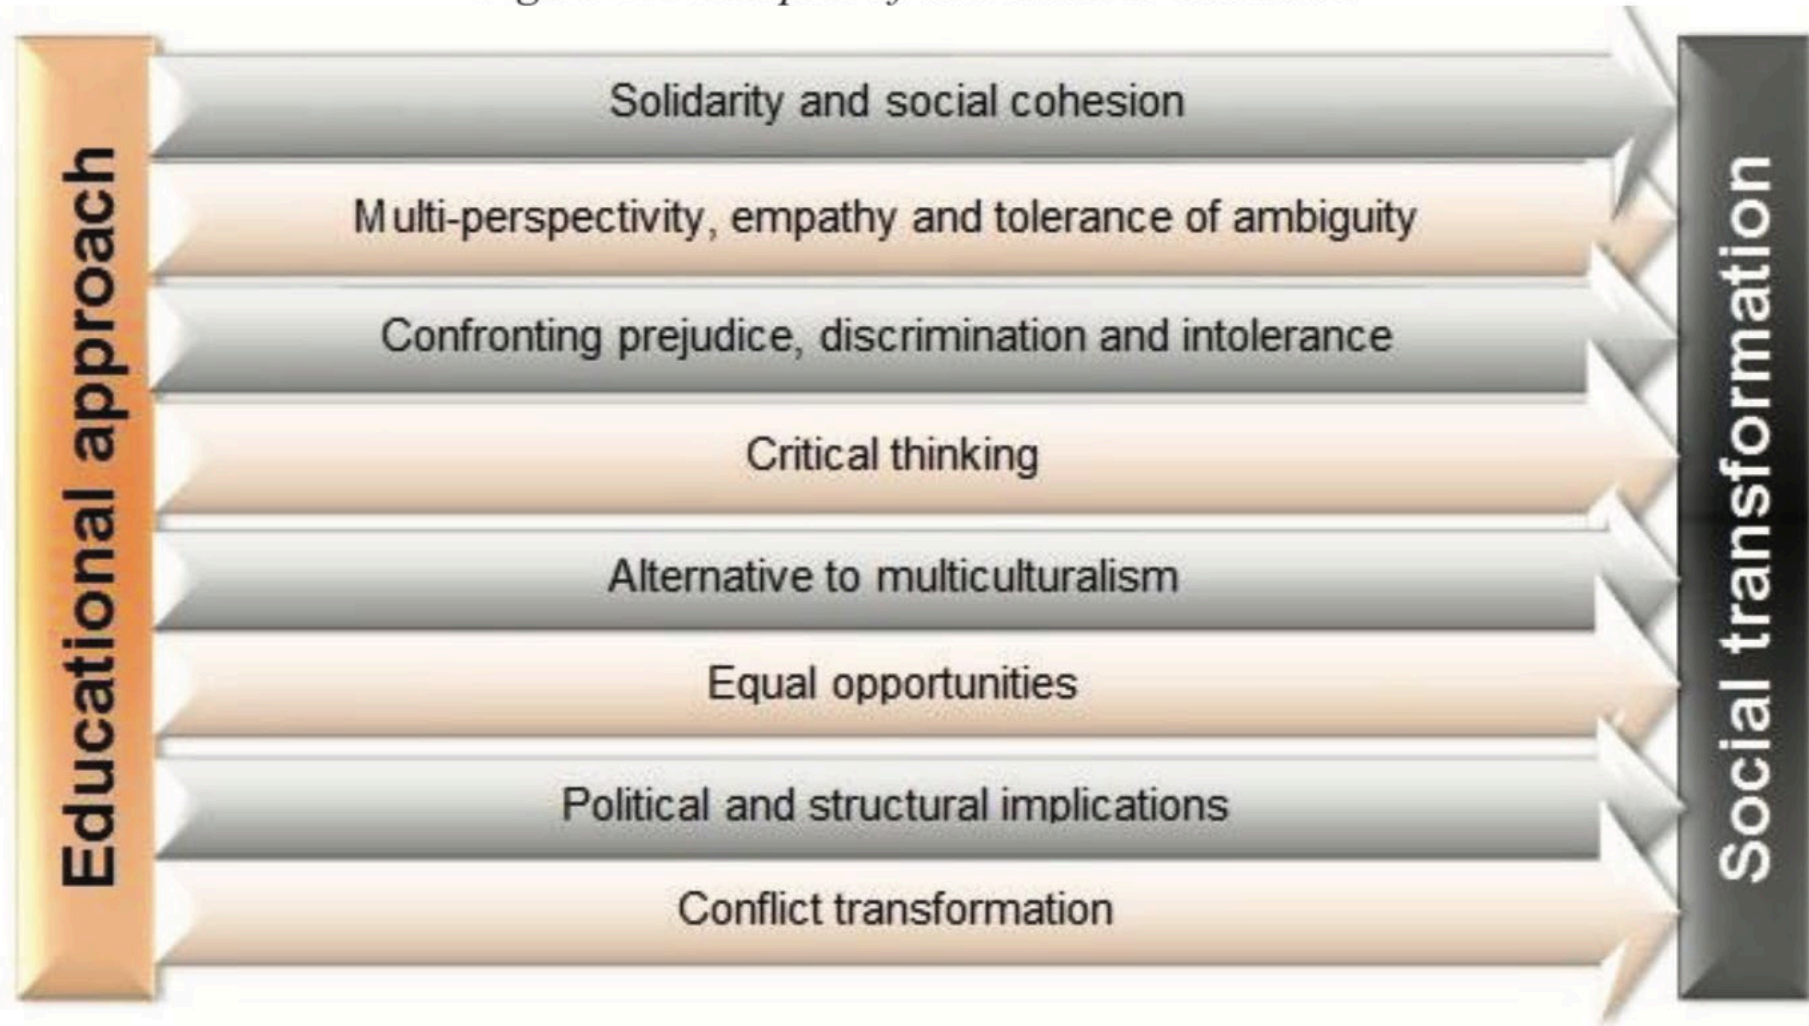 Solidarity and social cohesion
Multi-perspectivity, empathy and tolerance of ambiguity
Confronting prejudice, discrimination and intolerance
Critical thinking
Alternative to multiculturalism
Equal opportunities
Political and structural implications
Conflict transformation
Educational approach
Social transformation